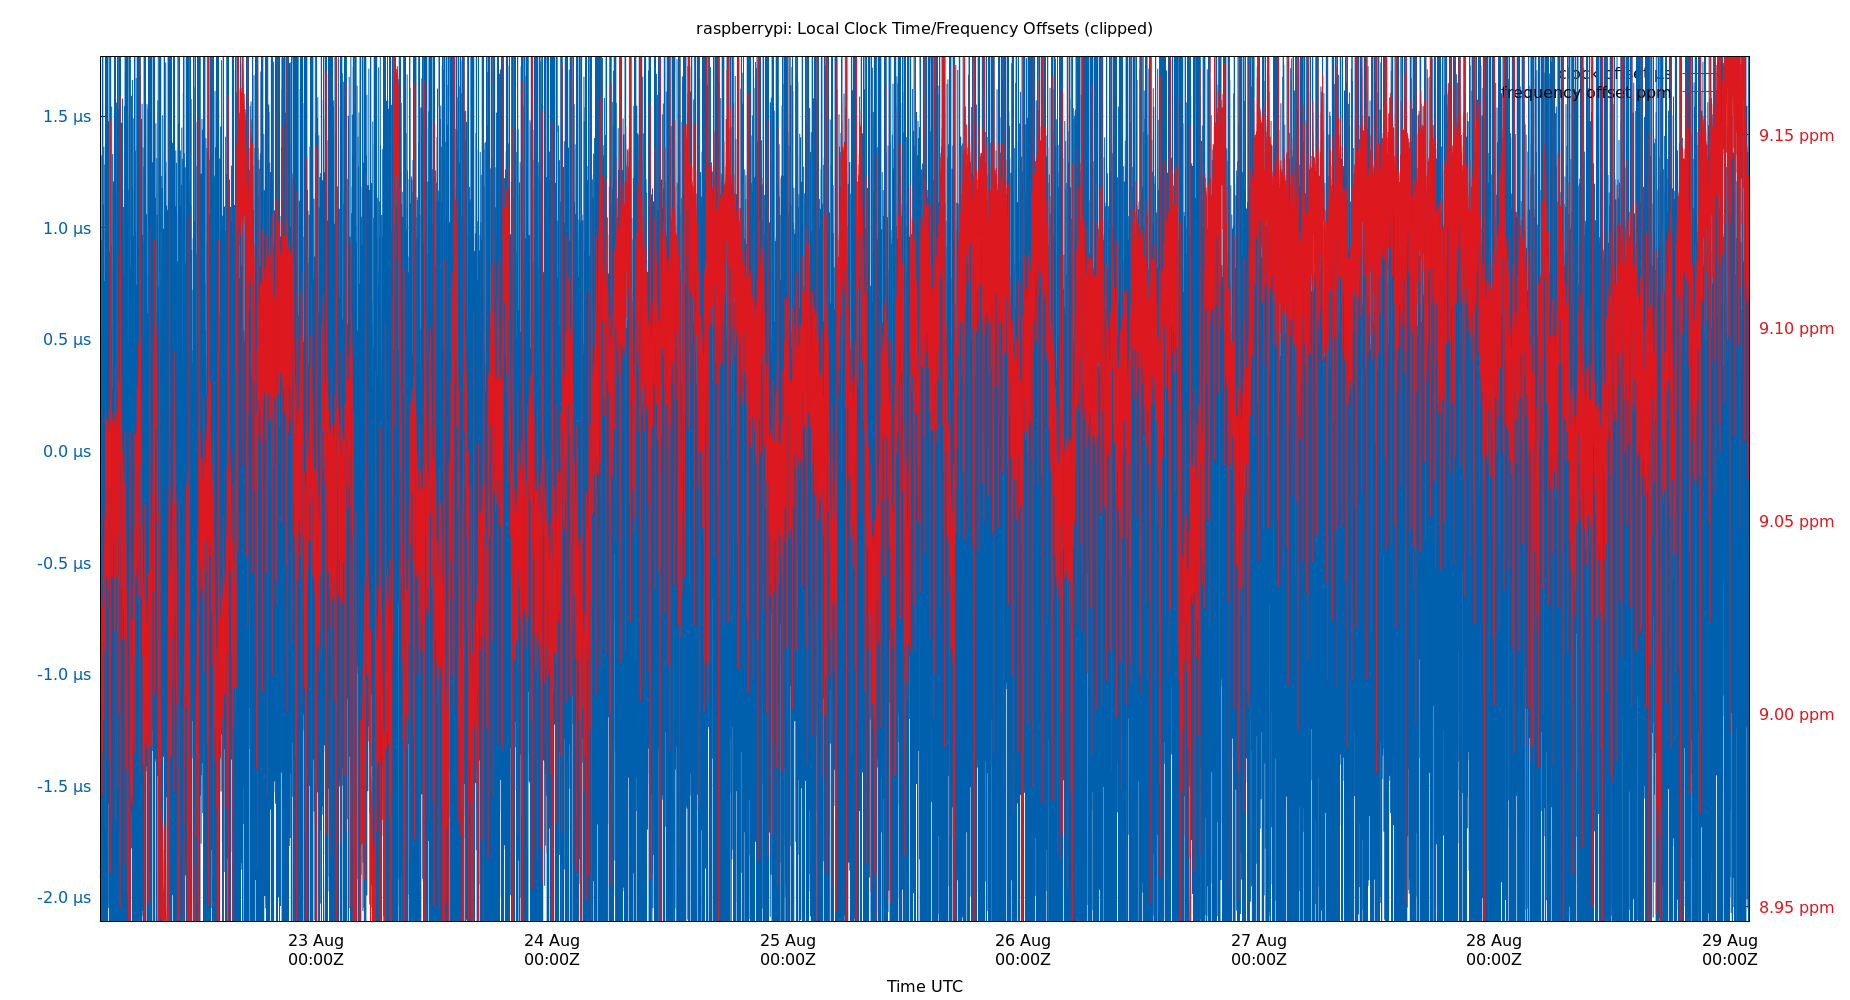 raspberrypi: Local Clock Time/Frequency Offsets (clipped)
clock offset µs
frequency offset ppm
1.5 µs
1.0 µs
0.5 µs
0.0 µs
-0.5 µs
-1.0 µs
-1.5 µs
-2.0 µs
9.15 ppm
9.10 ppm
9.05 ppm
9.00 ppm
8.95 ppm
23 Aug
00:00Z
24 Aug
00:00Z
25 Aug
00:00Z
26 Aug
00:00Z
27 Aug
00:00Z
28 Aug
00:00Z
29 Aug
00:00Z
Time UTC